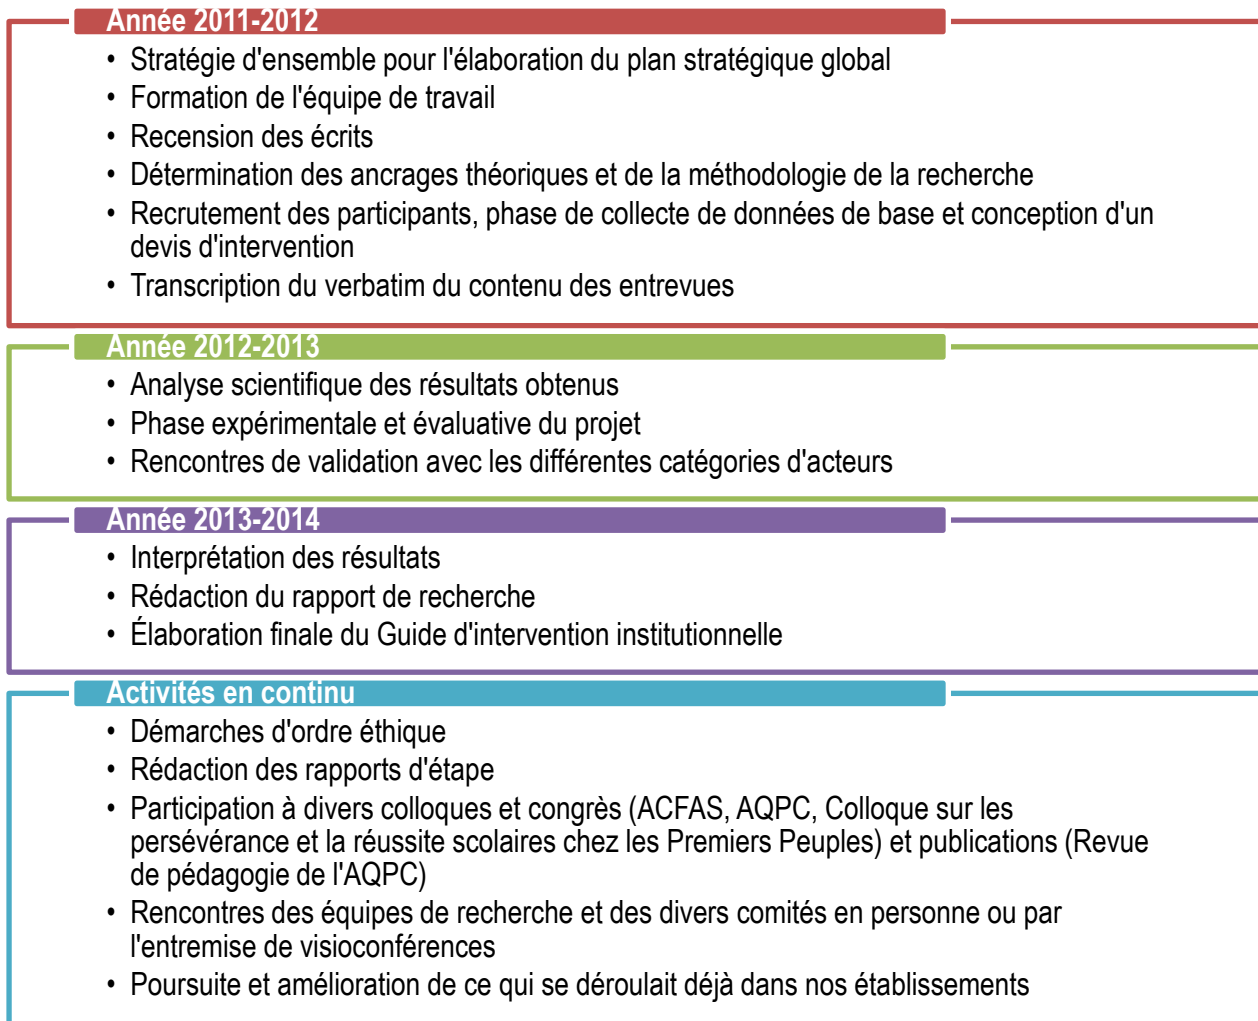 Année 2011-2012
• Stratégie d'ensemble pour l'élaboration du plan stratégique global
• Formation de l'équipe de travail
• Recension des écrits
• Détermination des ancrages théoriques et de la méthodologie de la recherche
• Recrutement des participants, phase de collecte de données de base et conception d'un
devis d'intervention
• Transcription du verbatim du contenu des entrevues
Année 2012-2013
• Analyse scientifique des résultats obtenus
• Phase expérimentale et évaluative du projet
• Rencontres de validation avec les différentes catégories d'acteurs
Année 2013-2014
• Interprétation des résultats
• Rédaction du rapport de recherche
• Élaboration finale du Guide d'intervention institutionnelle
Activités en continu
• Démarches d'ordre éthique
• Rédaction des rapports d'étape
• Participation à divers colloques et congrès (ACFAS, AQPC, Colloque sur les
persévérance et la réussite scolaires chez les Premiers Peuples) et publications (Revue
de pédagogie de l'AQPC)
• Rencontres des équipes de recherche et des divers comités en personne ou par
l'entremise de visioconférences
• Poursuite et amélioration de ce qui se déroulait déjà dans nos établissements